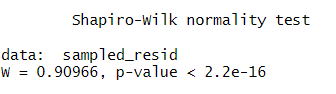 Shapiro-Wilk normality test
data:  sampled_resid
W = 0.90966, p-value < 2.2e-16